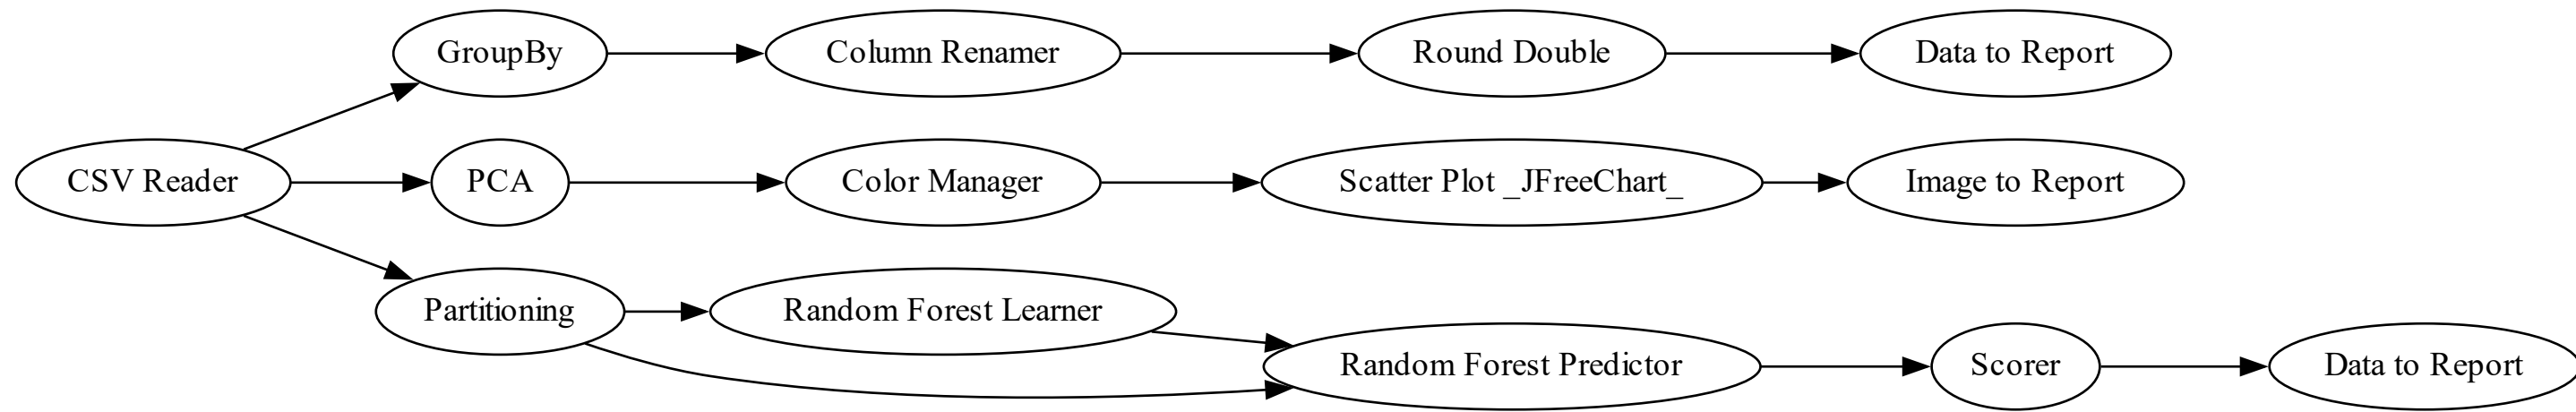 GroupBy
Column Renamer
Round Double
Data to Report
CSV Reader
PCA
Color Manager
Scatter Plot _JFreeChart_
Image to Report
Partitioning
Random Forest Learner
Random Forest Predictor
Scorer
Data to Report